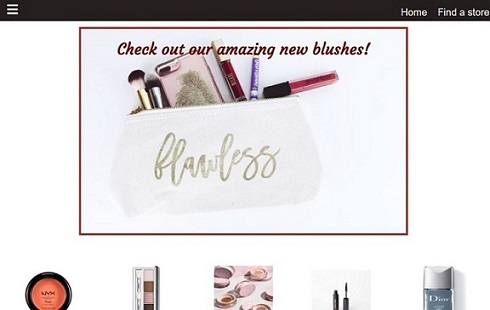 Home Find a store
Check out our amazing new blushes!
flawless
NYX
Dior